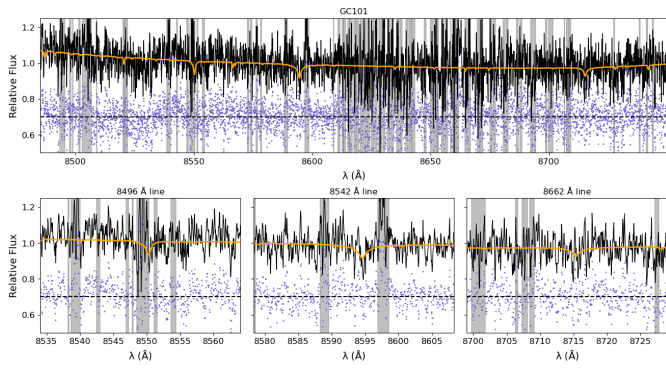 GC101
Relative Flux
1.2
1.0
0.8
0.6
8500 8550 8600 8650 8700
λ (Å)
8496 Å line 8542 Å line 8662 Å line
Relative Flux
1.2
1.0
0.8
0.6
8535 8540 8545 8550 8555 8560
8580 8585 8590 8595 8600 8605
8700 8705 8710 8715 8720 8725
λ (Å) λ (Å) λ (Å)